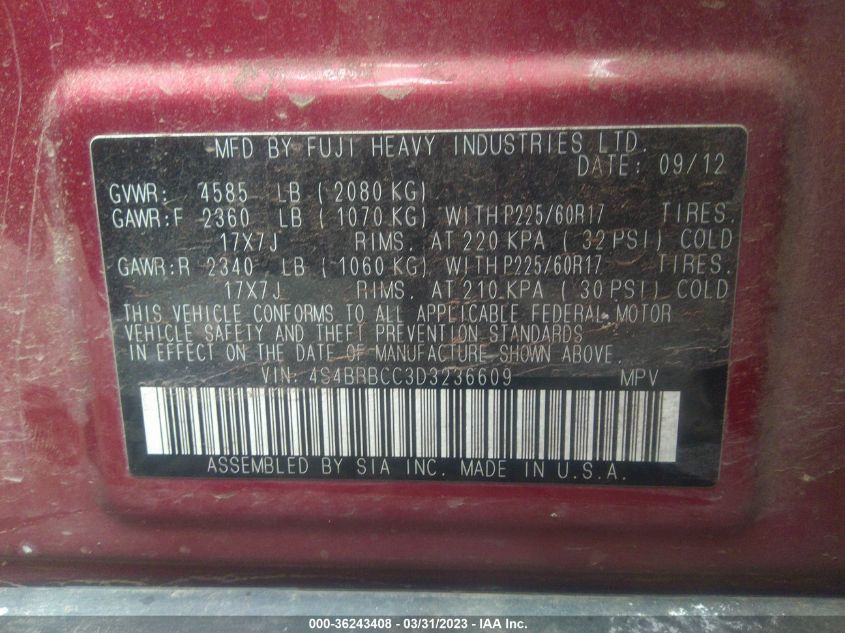 MFD BY FUJI HEAVY INDUSTRIES LTD.
DATE: 09/12
GVWR: 4585 LB (2080 KG)
GAWR:F 2360 LB (1070 KG) WITH P225/60R17 TIRES.
17X7J RIMS. AT 220 KPA (32 PSI) COLD
GAWR:R 2340 LB (1060 KG) WITH P225/60R17 TIRES.
17X7J RIMS. AT 210 KPA (30 PSI) COLD
THIS VEHICLE CONFORMS TO ALL APPLICABLE FEDERAL MOTOR
VEHICLE SAFETY AND THEFT PREVENTION STANDARDS
IN EFFECT ON THE DATE OF MANUFACTURE SHOWN ABOVE.
VIN: 4S4BRBCC3D3236609 MPV
ASSEMBLED BY SIA INC. MADE IN U.S.A.
000-36243408 - 03/31/2023 - IAA Inc.